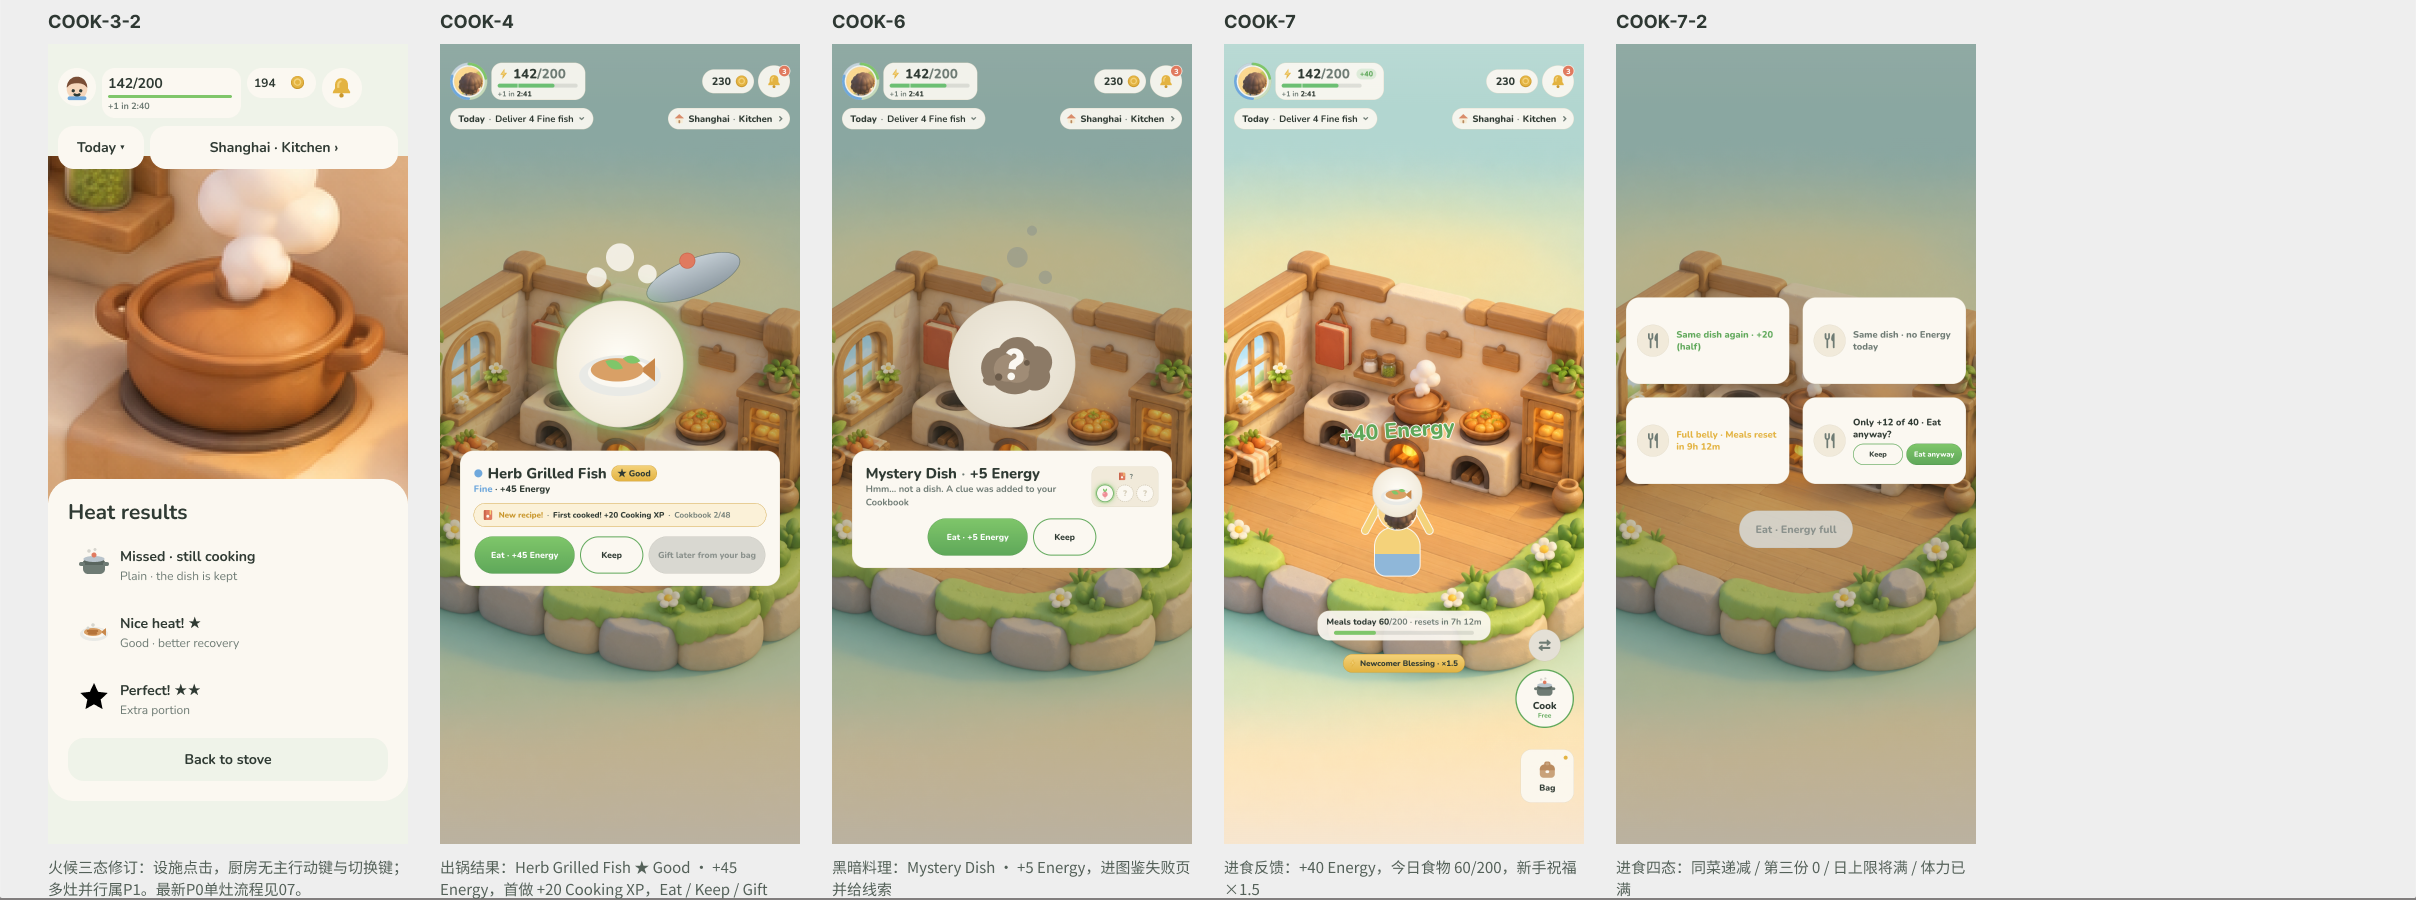 COOK-3-2
142/200
+1 in 2:40
194
Today ▾
Shanghai · Kitchen ›
Heat results
Missed · still cooking
Plain · the dish is kept
Nice heat! ★
Good · better recovery
Perfect! ★★
Extra portion
Back to stove
火候三态修订：设施点击，厨房无主行动键与切换键；
多灶并行属P1。最新P0单灶流程见07。
COOK-4
142/200
+1 in 2:41
230
3
Today · Deliver 4 Fine fish
Shanghai · Kitchen ›
Herb Grilled Fish ★ Good
Fine · +45 Energy
New recipe! · First cooked! +20 Cooking XP · Cookbook 2/48
Eat · +45 Energy
Keep
Gift later from your bag
出锅结果：Herb Grilled Fish ★ Good · +45
Energy，首做 +20 Cooking XP，Eat / Keep / Gift
COOK-6
142/200
+1 in 2:41
230
3
Today · Deliver 4 Fine fish
Shanghai · Kitchen ›
?
Mystery Dish · +5 Energy
Hmm... not a dish. A clue was added to your
Cookbook
?
? ?
Eat · +5 Energy
Keep
黑暗料理：Mystery Dish · +5 Energy，进图鉴失败页
并给线索
COOK-7
142/200 +40
+1 in 2:41
230
3
Today · Deliver 4 Fine fish
Shanghai · Kitchen ›
+40 Energy
Meals today 60/200 · resets in 7h 12m
Newcomer Blessing · ×1.5
Cook
Free
Bag
进食反馈：+40 Energy，今日食物 60/200，新手祝福
×1.5
COOK-7-2
Same dish again · +20
(half)
Same dish · no Energy
today
Full belly · Meals reset
in 9h 12m
Only +12 of 40 · Eat
anyway?
Keep
Eat anyway
Eat · Energy full
进食四态：同菜递减 / 第三份 0 / 日上限将满 / 体力已
满